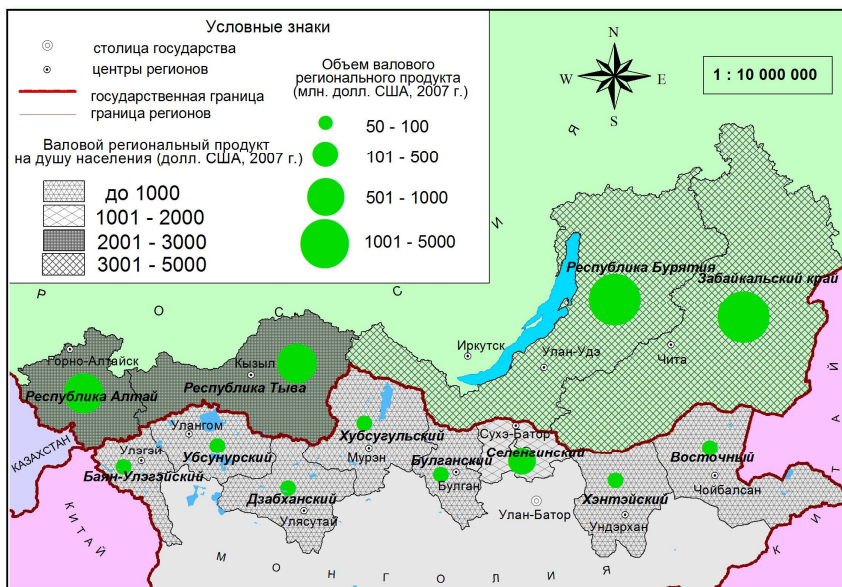 Условные знаки
столица государства
центры регионов
государственная граница
граница регионов
Валовой региональный продукт
на душу населения (долл. США, 2007 г.)
до 1000
1001 - 2000
2001 - 3000
3001 - 5000
Объем валового
регионального продукта
(млн. долл. США, 2007 г.)
50 - 100
101 - 500
501 - 1000
1001 - 5000
N
W E
S
1 : 10 000 000
Р О С С И Я
Республика Бурятия
Забайкальский край
Иркутск
Улан-Удэ
Чита
Горно-Алтайск
Республика Алтай
Кызыл
Республика Тыва
КАЗАХСТАН
Улангом
Улэгэй
Убсунурский
Баян-Улэгэйский
Хубсугульский
Мурэн
Сухэ-Батор
Селенгинский
Булганский
Булган
Восточный
Чойбалсан
Дзабханский
Улясутай
Улан-Батор
Хэнтэйский
Ундэрхан
КИТАЙ
М О Н Г О Л И Я
К И Т А Й